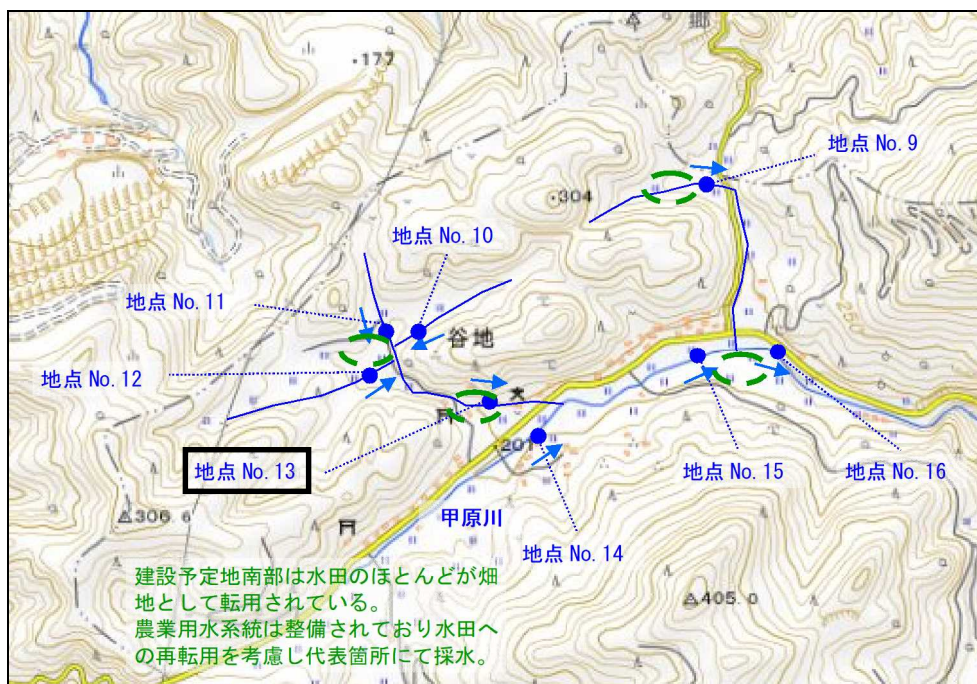 本郷
・177
地点 No. 9
・304
地点 No. 10
地点 No. 11
谷地
地点 No. 12
大
・201
地点 No. 13
地点 No. 15
地点 No. 16
△306.6
甲原川
地点 No. 14
建設予定地南部は水田のほとんどが畑
地として転用されている。
農業用水系統は整備されており水田へ
の再転用を考慮し代表箇所にて採水。
△405.0